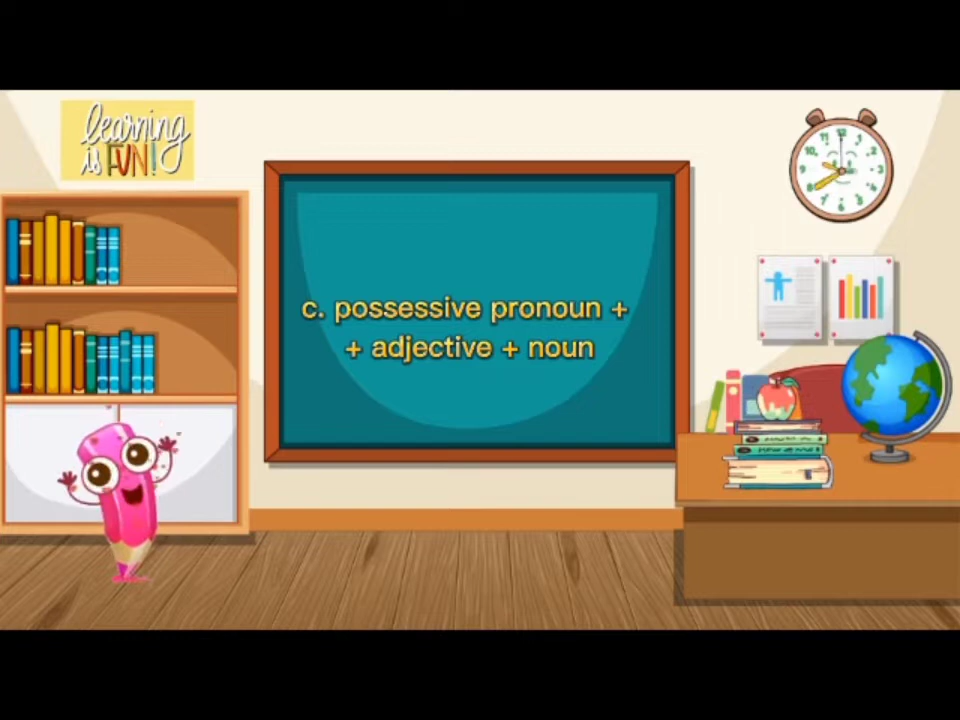 learning
is FUN!
c. possessive pronoun +
+ adjective + noun